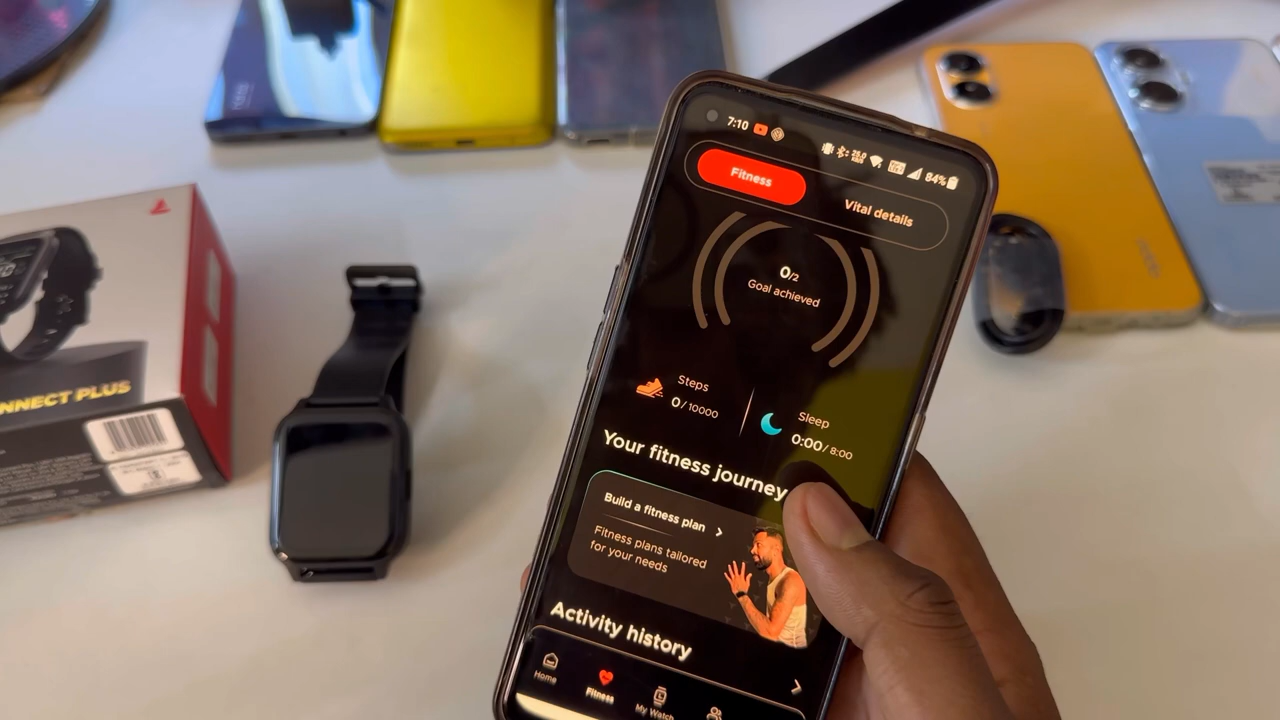 7:10
84%
Fitness
Vital details
0/2
Goal achieved
Steps
0/10000
Sleep
0:00/8:00
Your fitness journey
Build a fitness plan
Fitness plans tailored
for your needs
Activity history
Home
Fitness
My Watch
NNECT PLUS